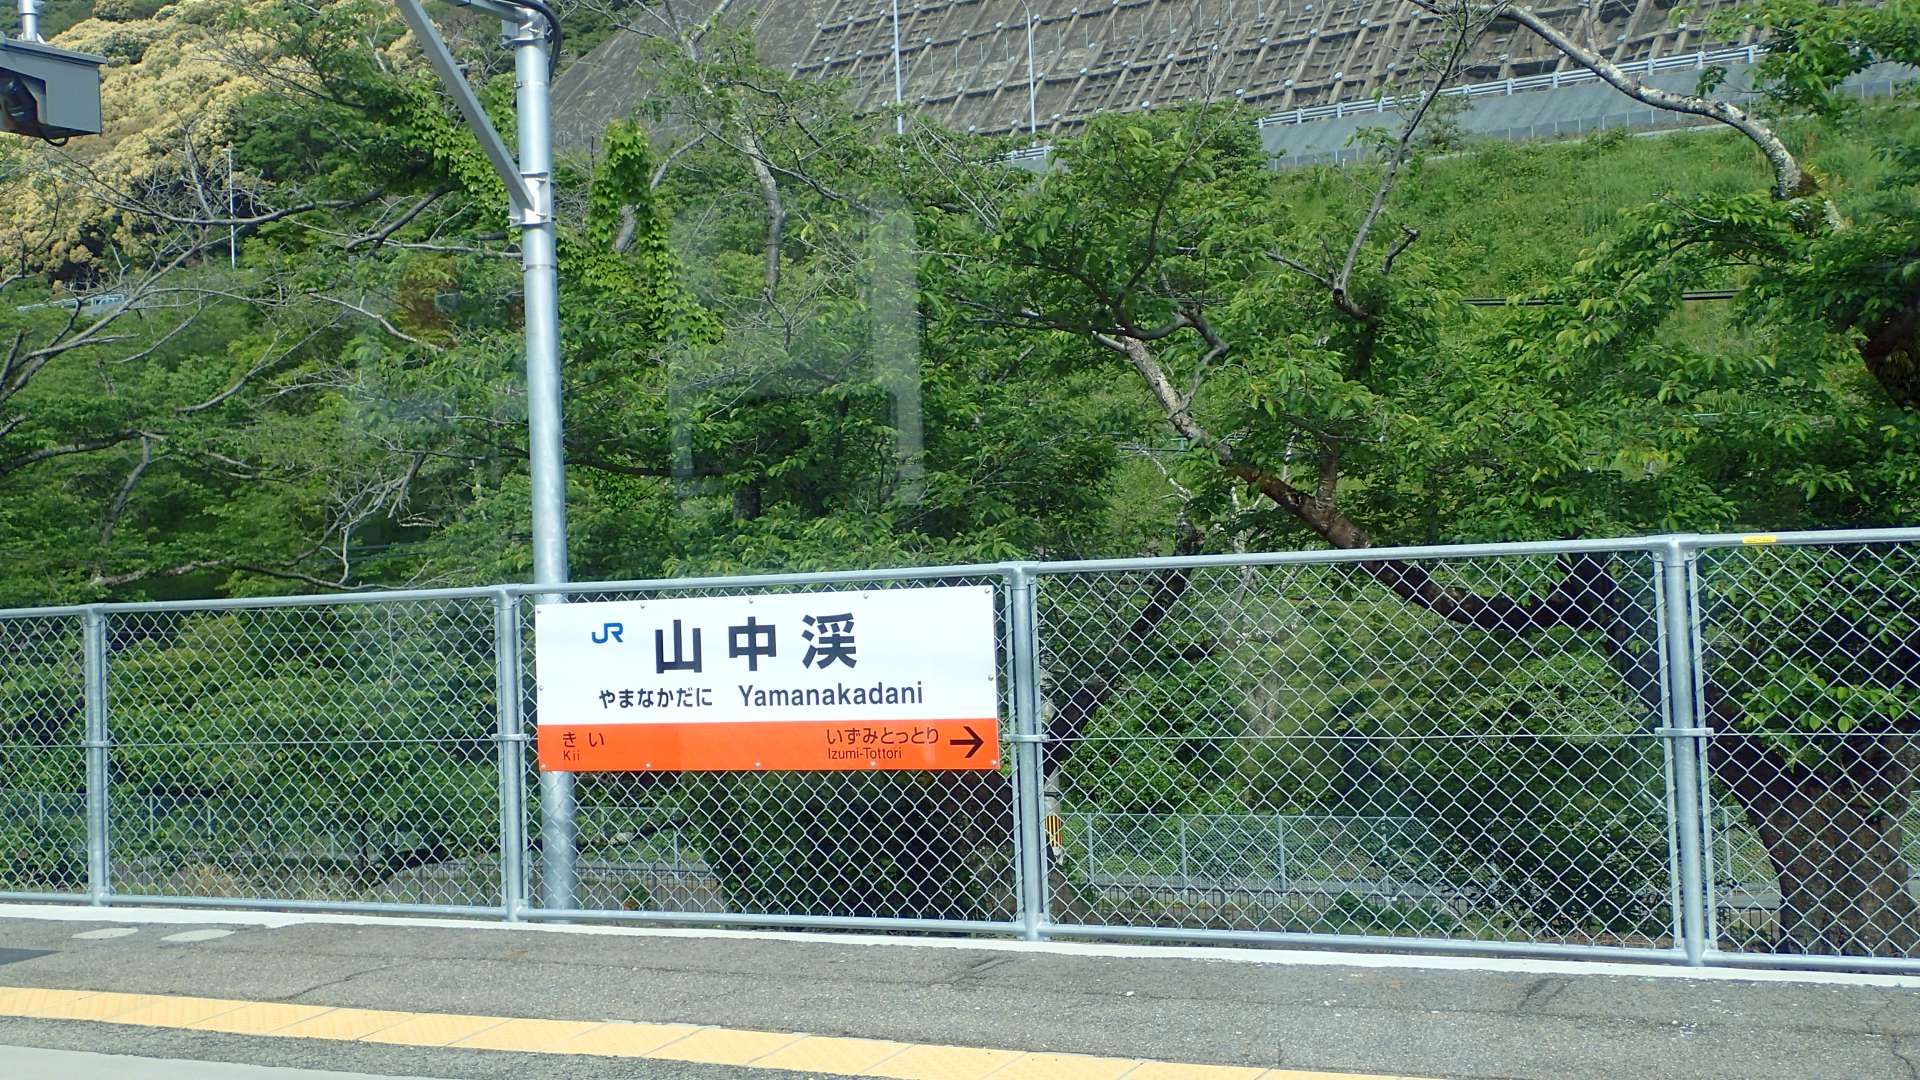 JR 山中渓
やまなかだに Yamanakadani
きい いずみとっとり →
Kii Izumi-Tottori